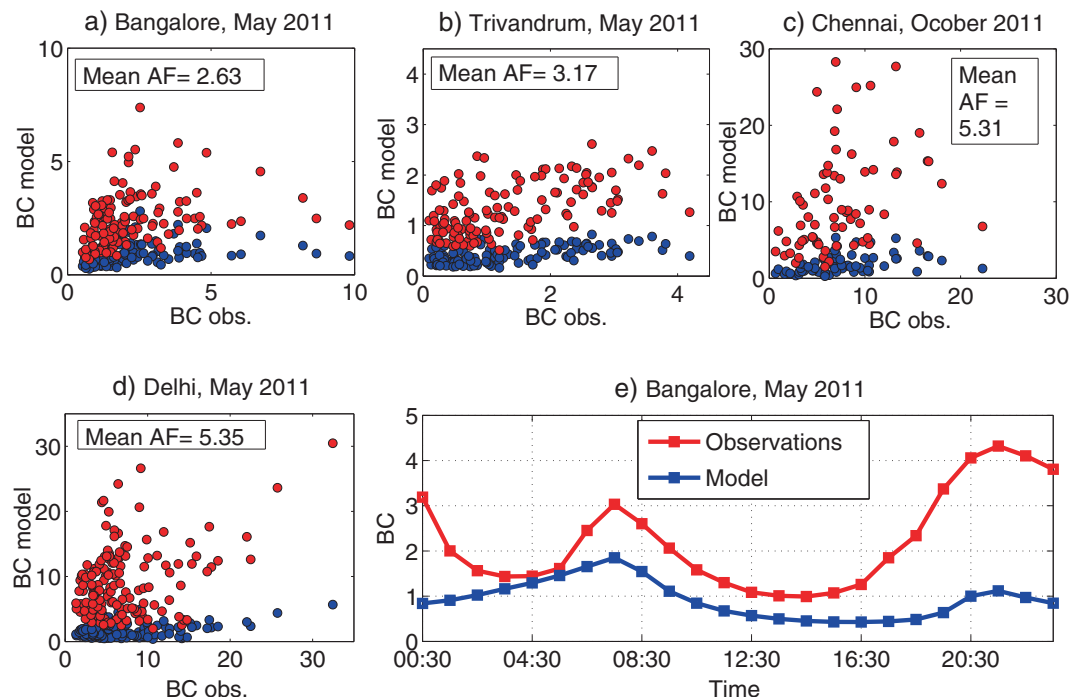 a) Bangalore, May 2011
10
5
0
BC model
Mean AF= 2.63
0
5
10
BC obs.
b) Trivandrum, May 2011
4
3
2
1
0
BC model
Mean AF= 3.17
0
2
4
BC obs.
c) Chennai, Ocober 2011
30
20
10
0
BC model
Mean
AF =
5.31
0
10
20
30
BC obs.
d) Delhi, May 2011
30
20
10
0
BC model
Mean AF= 5.35
0
10
20
30
BC obs.
e) Bangalore, May 2011
5
4
3
2
1
0
BC
Observations
Model
00:30
04:30
08:30
12:30
16:30
20:30
Time